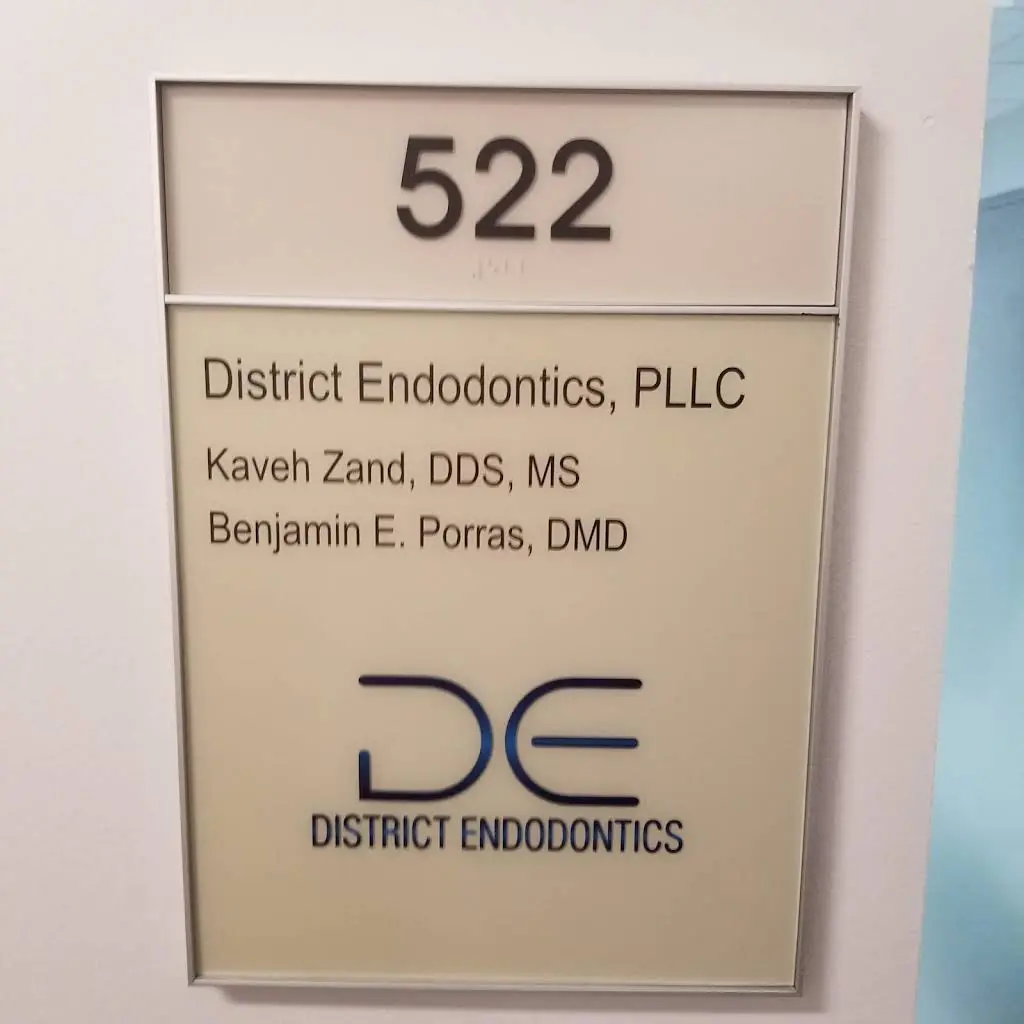 522
District Endodontics, PLLC
Kaveh Zand, DDS, MS
Benjamin E. Porras, DMD
DE
DISTRICT ENDODONTICS